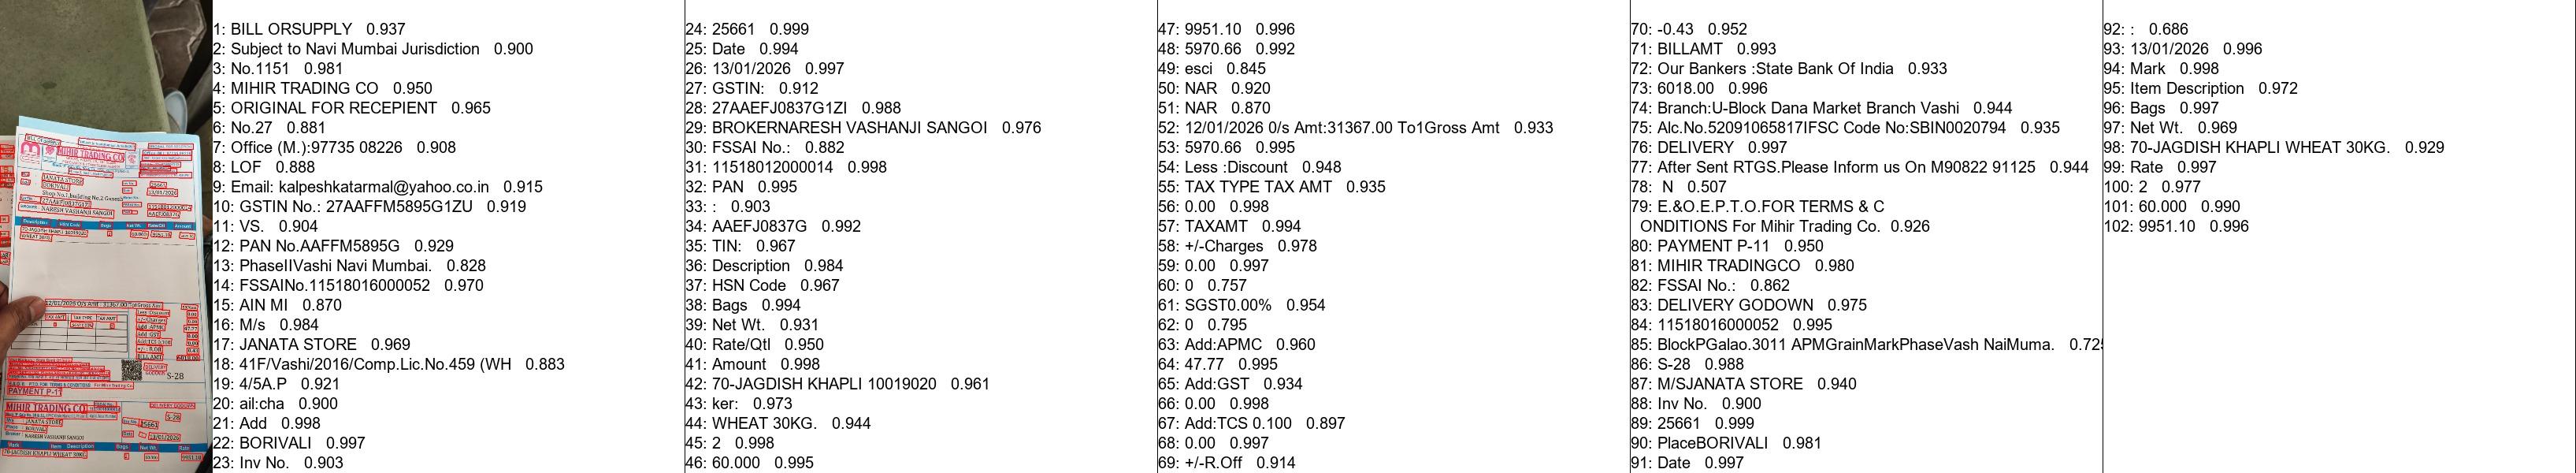 1: BILL ORSUPPLY 0.937
2: Subject to Navi Mumbai Jurisdiction 0.900
3: No.1151 0.981
4: MIHIR TRADING CO 0.950
5: ORIGINAL FOR RECEPIENT 0.965
6: No.27 0.881
7: Office (M.):97735 08226 0.908
8: LOF 0.888
9: Email: kalpeshkatarmal@yahoo.co.in 0.915
10: GSTIN No.: 27AAFFM5895G1ZU 0.919
11: VS. 0.904
12: PAN No.AAFFM5895G 0.929
13: PhaseIIVashi Navi Mumbai. 0.828
14: FSSAINo.11518016000052 0.970
15: AIN MI 0.870
16: M/s 0.984
17: JANATA STORE 0.969
18: 41F/Vashi/2016/Comp.Lic.No.459 (WH 0.883
19: 4/5A.P 0.921
20: ail:cha 0.900
21: Add 0.998
22: BORIVALI 0.997
23: Inv No. 0.903
24: 25661 0.999
25: Date 0.994
26: 13/01/2026 0.997
27: GSTIN: 0.912
28: 27AAEFJ0837G1ZI 0.988
29: BROKERNARESH VASHANJI SANGOI 0.976
30: FSSAI No.: 0.882
31: 11518012000014 0.998
32: PAN 0.995
33: : 0.903
34: AAEFJ0837G 0.992
35: TIN: 0.967
36: Description 0.984
37: HSN Code 0.967
38: Bags 0.994
39: Net Wt. 0.931
40: Rate/Qtl 0.950
41: Amount 0.998
42: 70-JAGDISH KHAPLI 10019020 0.961
43: ker: 0.973
44: WHEAT 30KG. 0.944
45: 2 0.998
46: 60.000 0.995
47: 9951.10 0.996
48: 5970.66 0.992
49: esci 0.845
50: NAR 0.920
51: NAR 0.870
52: 12/01/2026 0/s Amt:31367.00 To1Gross Amt 0.933
53: 5970.66 0.995
54: Less :Discount 0.948
55: TAX TYPE TAX AMT 0.935
56: 0.00 0.998
57: TAXAMT 0.994
58: +/-Charges 0.978
59: 0.00 0.997
60: 0 0.757
61: SGST0.00% 0.954
62: 0 0.795
63: Add:APMC 0.960
64: 47.77 0.995
65: Add:GST 0.934
66: 0.00 0.998
67: Add:TCS 0.100 0.897
68: 0.00 0.997
69: +/-R.Off 0.914
70: -0.43 0.952
71: BILLAMT 0.993
72: Our Bankers :State Bank Of India 0.933
73: 6018.00 0.996
74: Branch:U-Block Dana Market Branch Vashi 0.944
75: Alc.No.52091065817IFSC Code No:SBIN0020794 0.935
76: DELIVERY 0.997
77: After Sent RTGS.Please Inform us On M90822 91125 0.944
78: N 0.507
79: E.&O.E.P.T.O.FOR TERMS & C
ONDITIONS For Mihir Trading Co. 0.926
80: PAYMENT P-11 0.950
81: MIHIR TRADINGCO 0.980
82: FSSAI No.: 0.862
83: DELIVERY GODOWN 0.975
84: 11518016000052 0.995
85: BlockPGalao.3011 APMGrainMarkPhaseVash NaiMuma. 0.725
86: S-28 0.988
87: M/SJANATA STORE 0.940
88: Inv No. 0.900
89: 25661 0.999
90: PlaceBORIVALI 0.981
91: Date 0.997
92: : 0.686
93: 13/01/2026 0.996
94: Mark 0.998
95: Item Description 0.972
96: Bags 0.997
97: Net Wt. 0.969
98: 70-JAGDISH KHAPLI WHEAT 30KG. 0.929
99: Rate 0.997
100: 2 0.977
101: 60.000 0.990
102: 9951.10 0.996